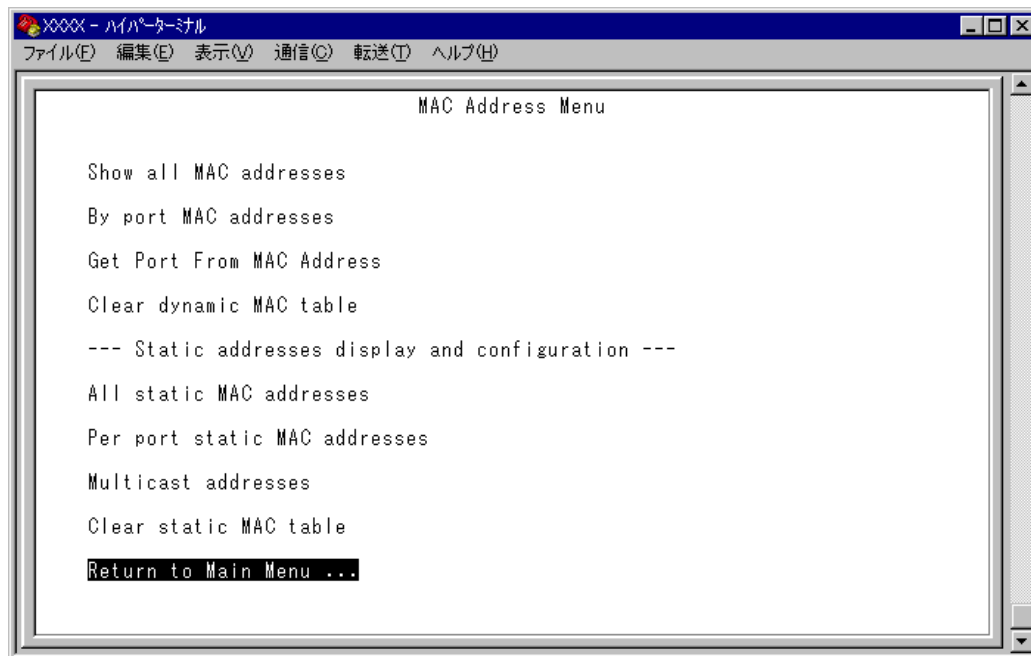 XXXX - ハイパーターミナル
ファイル(F) 編集(E) 表示(V) 通信(C) 転送(T) ヘルプ(H)
MAC Address Menu
Show all MAC addresses
By port MAC addresses
Get Port From MAC Address
Clear dynamic MAC table
--- Static addresses display and configuration ---
All static MAC addresses
Per port static MAC addresses
Multicast addresses
Clear static MAC table
Return to Main Menu ...